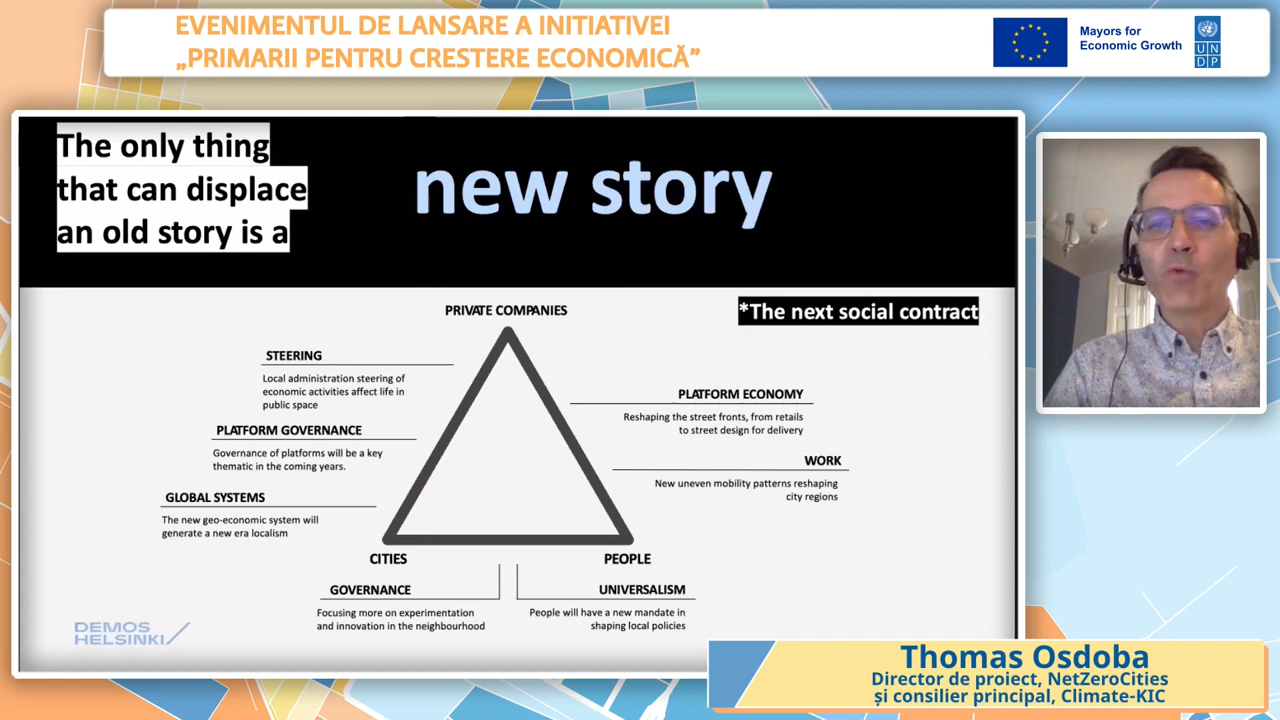 EVENIMENTUL DE LANSARE A INITIATIVEI
„PRIMARII PENTRU CRESTERE ECONOMICĂ”
Mayors for
Economic Growth
U N
D P
The only thing
that can displace
an old story is a
new story
PRIVATE COMPANIES
*The next social contract
STEERING
Local administration steering of
economic activities affect life in
public space
PLATFORM ECONOMY
Reshaping the street fronts, from retails
to street design for delivery
PLATFORM GOVERNANCE
Governance of platforms will be a key
thematic in the coming years.
WORK
New uneven mobility patterns reshaping
city regions
GLOBAL SYSTEMS
The new geo-economic system will
generate a new era localism
CITIES
PEOPLE
GOVERNANCE
Focusing more on experimentation
and innovation in the neighbourhood
UNIVERSALISM
People will have a new mandate in
shaping local policies
DEMOS
HELSINKI
Thomas Osdoba
Director de proiect, NetZeroCities
și consilier principal, Climate-KIC